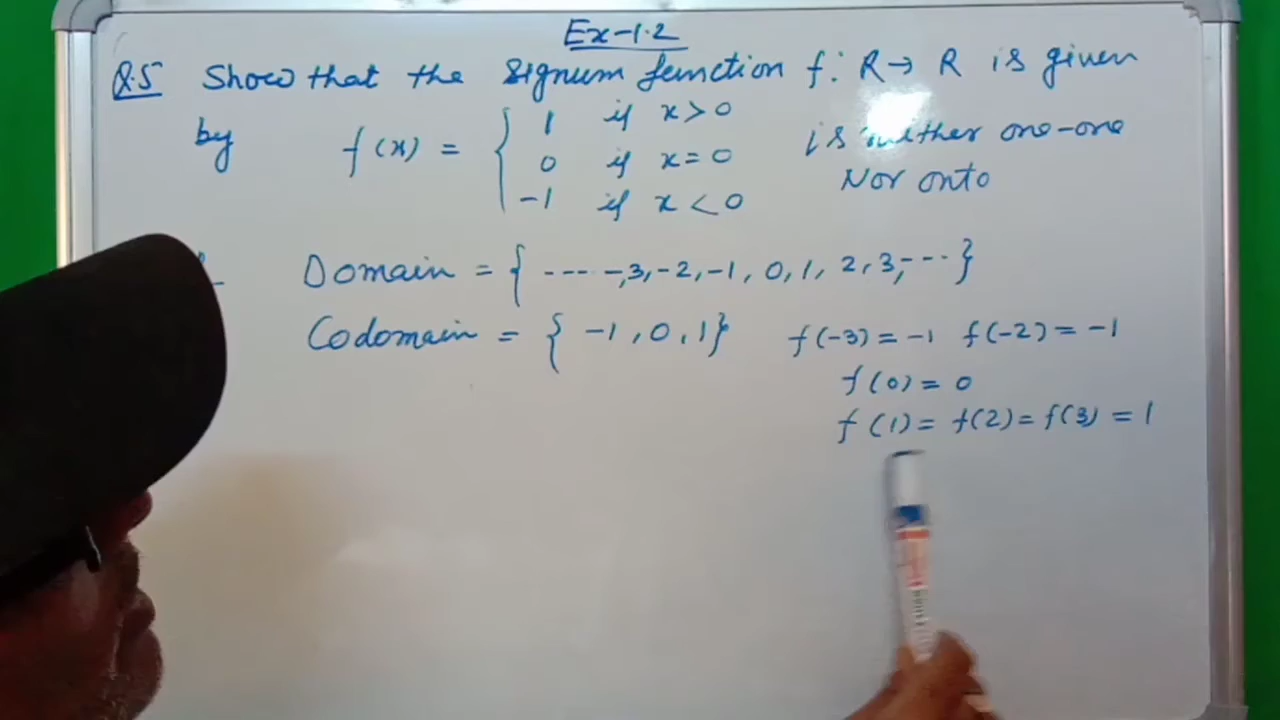 Ex-1.2
Q.5 Show that the signum function f: R→ R is given
by f(x) = { 1 if x>0 is neither one-one
0 if x=0 Nor onto
-1 if x<0
Domain = { ---- -,3,-2,-1, 0,1, 2,3,--- }
Codomain = { -1,0,1} f(-3)=-1 f(-2)=-1
f(0)=0
f(1)= f(2)= f(3)=1